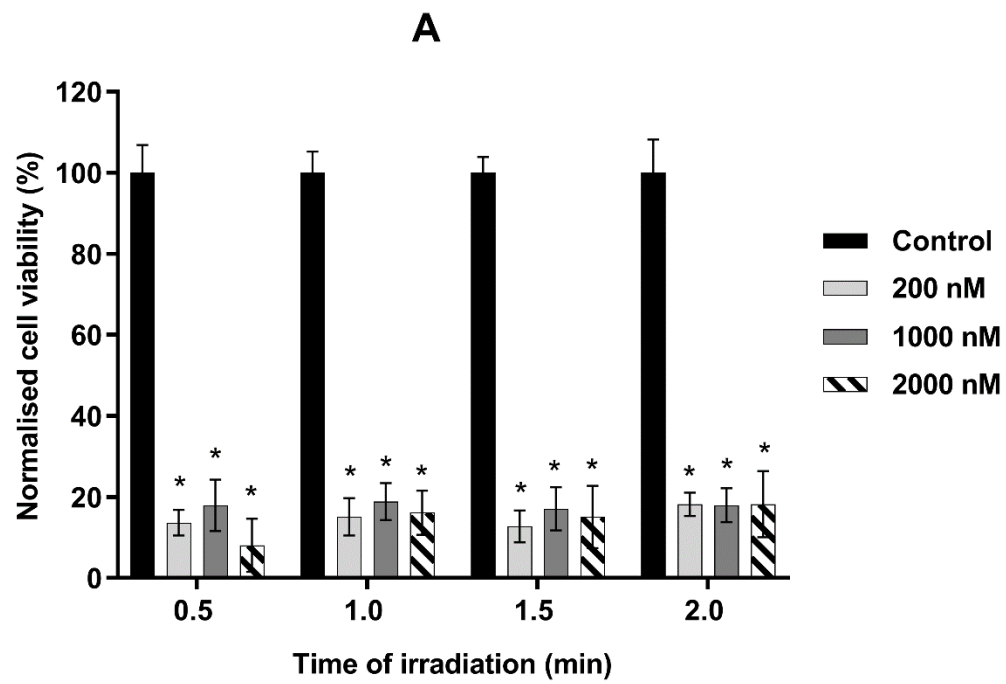 A
Normalised cell viability (%)
120
100
80
60
40
20
0
* * *
* * *
* * *
* * *
0.5 1.0 1.5 2.0
Time of irradiation (min)
Control
200 nM
1000 nM
2000 nM